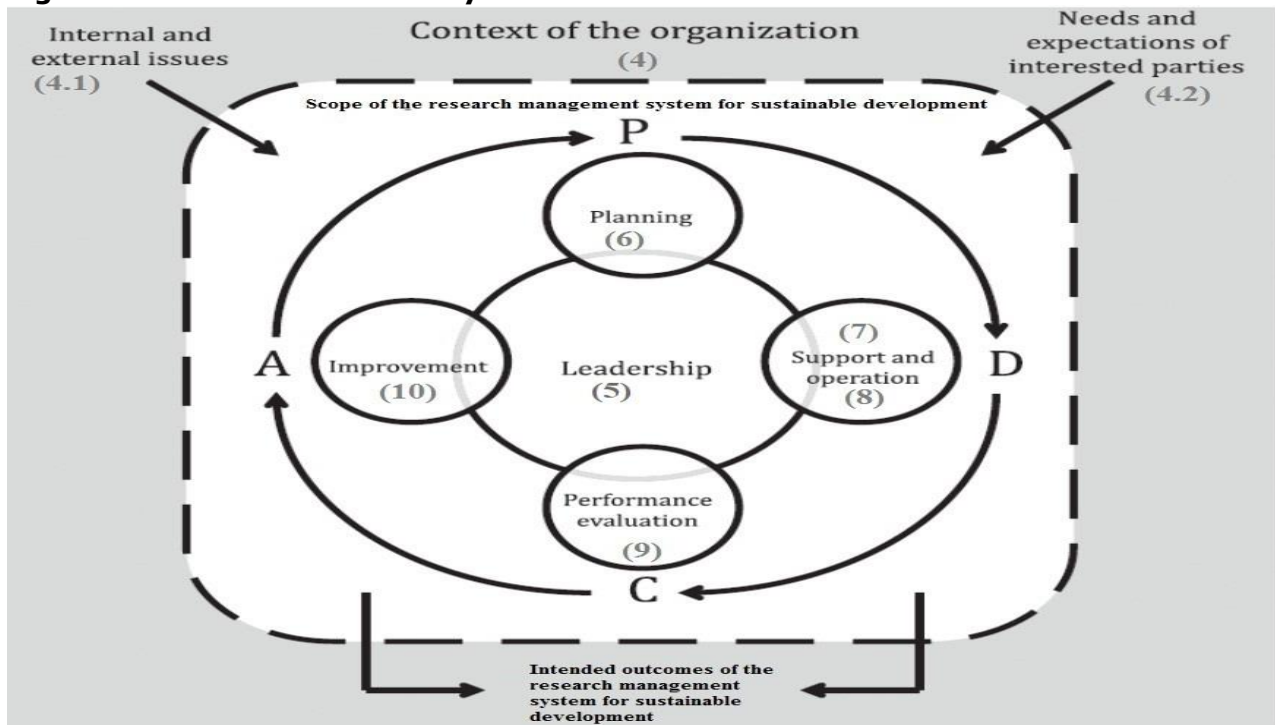 Internal and
external issues
(4.1)
Context of the organization
(4)
Needs and
expectations of
interested parties
(4.2)
Scope of the research management system for sustainable development
P
Planning
(6)
A
Improvement
(10)
Leadership
(5)
(7)
Support and
operation
(8)
D
Performance
evaluation
(9)
C
Intended outcomes of the
research management
system for sustainable
development